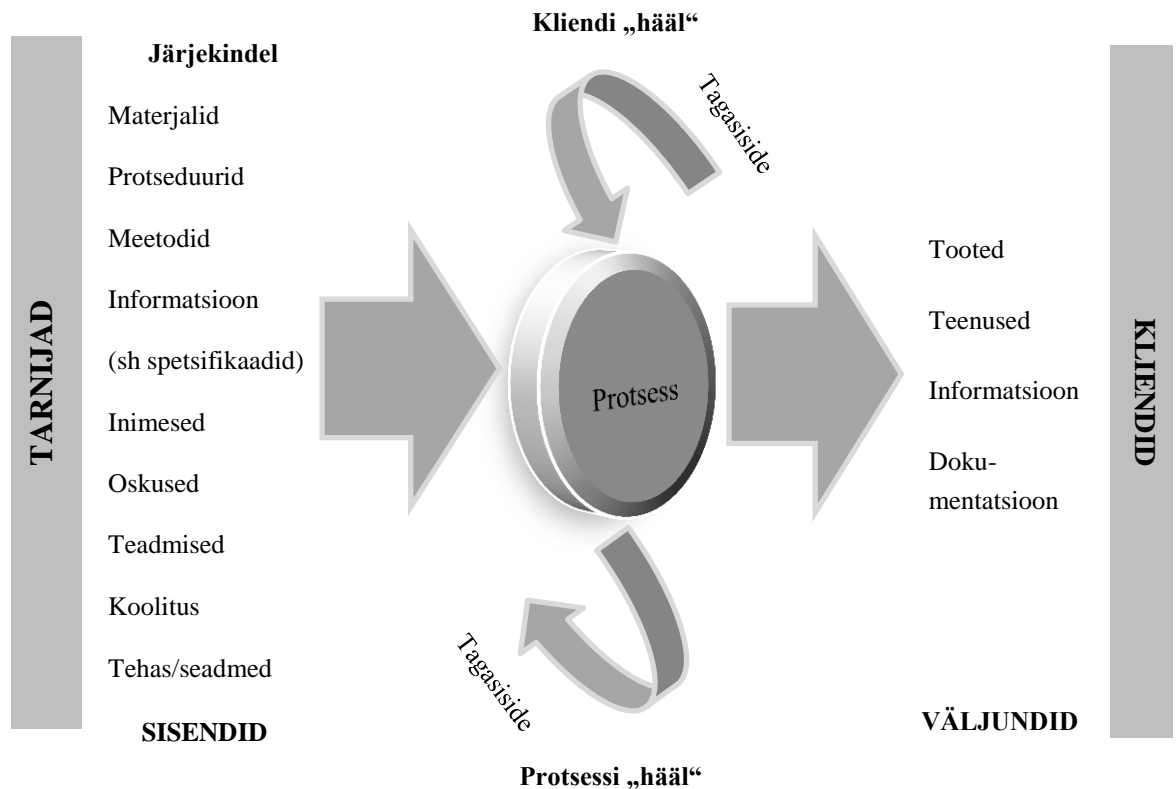 Kliendi „hääl“
Järjekindel
Tagasiside
TARNIJAD
Materjalid
Protseduurid
Meetodid
Informatsioon
(sh spetsifikaadid)
Inimesed
Oskused
Teadmised
Koolitus
Tehas/seadmed
SISENDID
Protsess
Tooted
Teenused
Informatsioon
Doku-
mentatsioon
VÄLJUNDID
KLIENDID
Tagasiside
Protsessi „hääl“